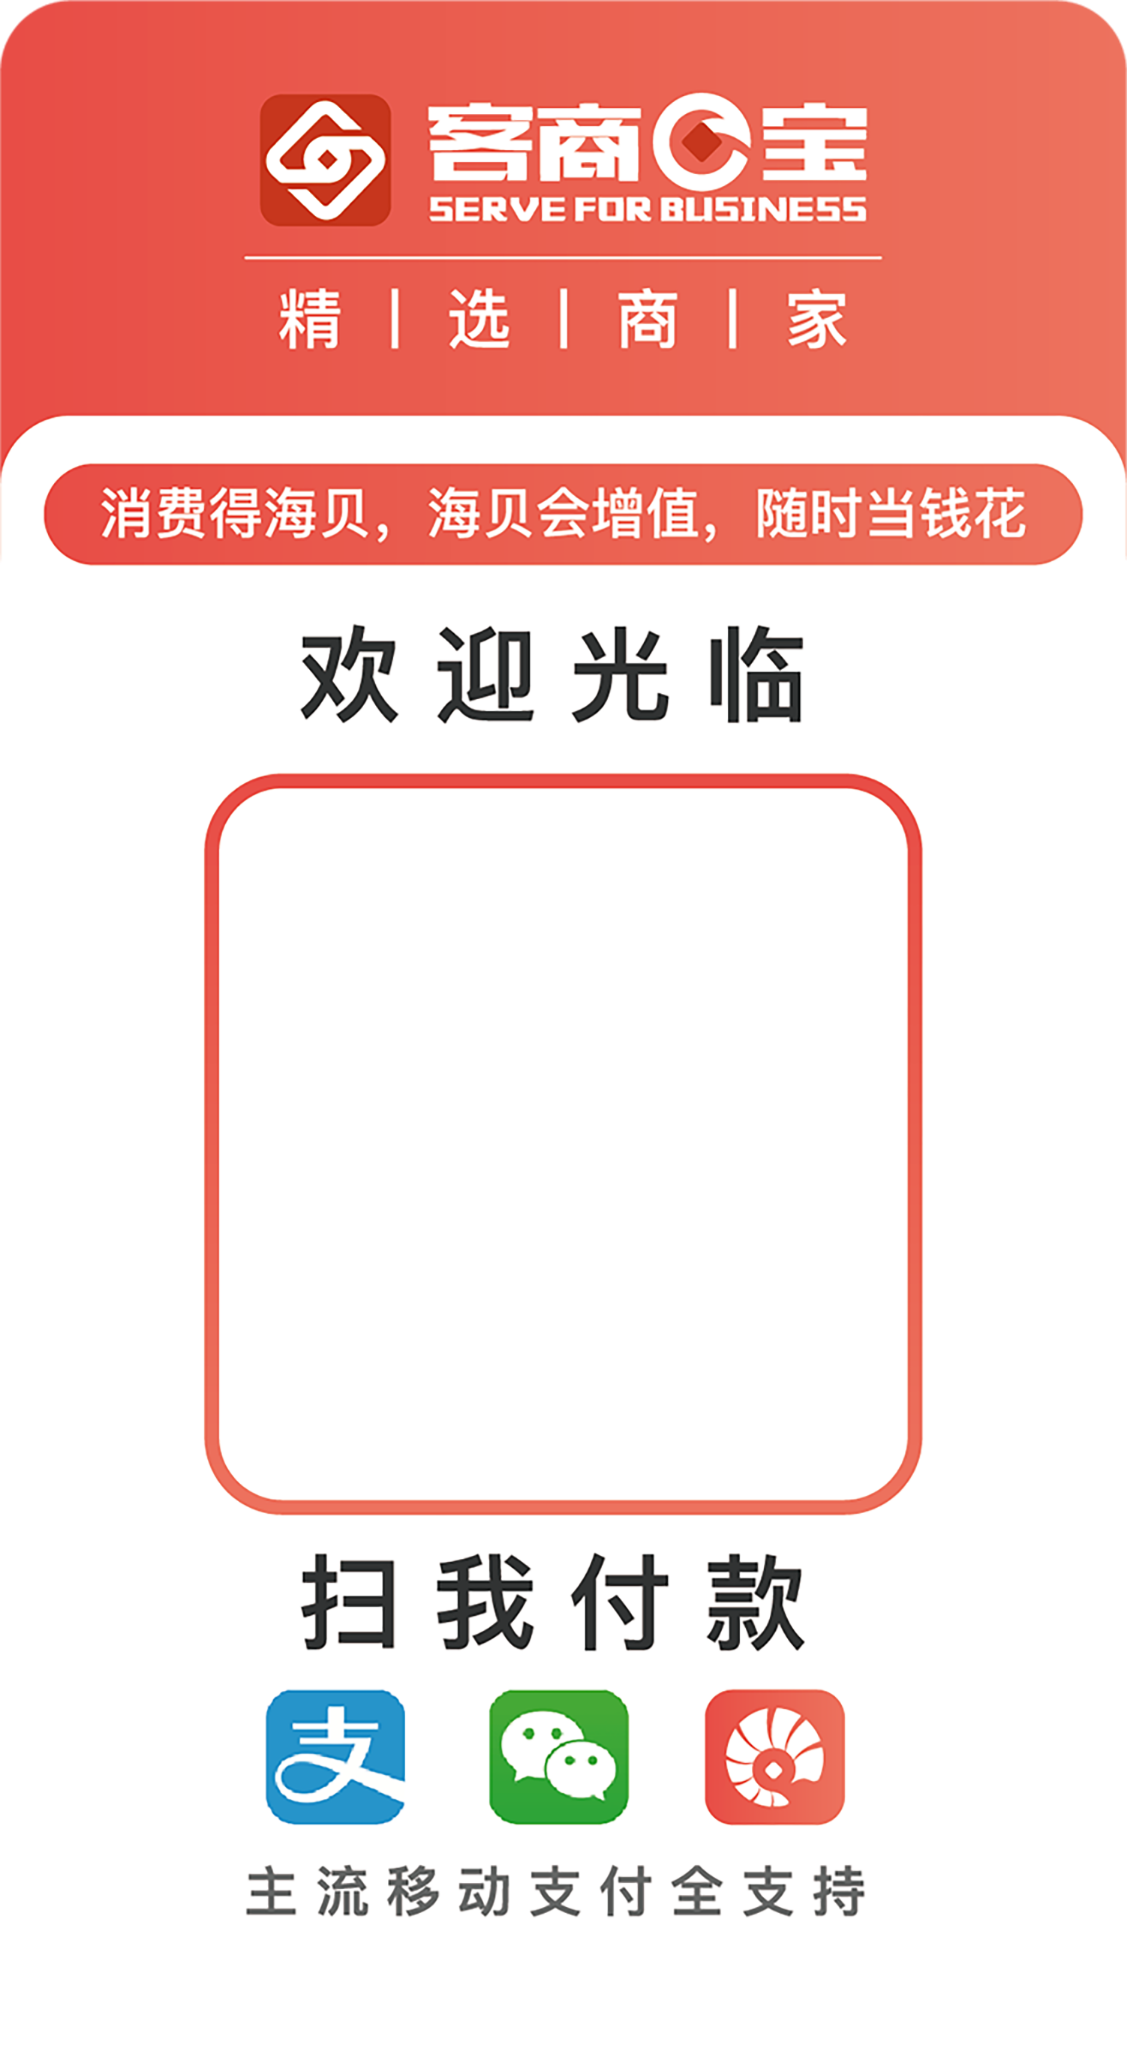 客商e宝
SERVE FOR BUSINESS
精 | 选 | 商 | 家
消费得海贝，海贝会增值，随时当钱花
欢迎光临
扫我付款
支
主流移动支付全支持